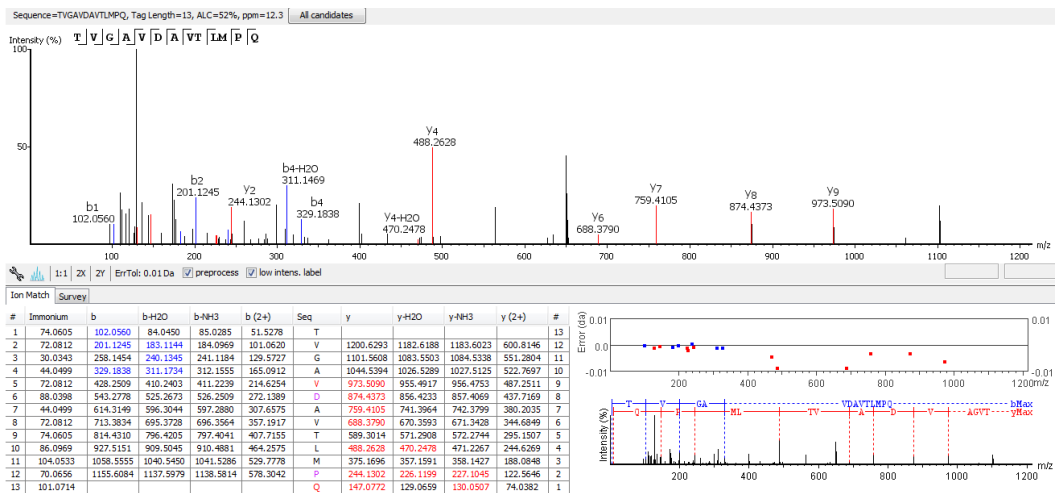 Sequence=TVGAVDAVTLMPQ, Tag Length=13, ALC=52%, ppm=12.3 All candidates
Intensity (%) T V G A V D A V T L M P Q
100
50
b1
102.0560
b2
201.1245
y2
244.1302
b4-H2O
311.1469
b4
329.1838
y4-H2O
470.2478
y4
488.2628
y6
688.3790
y7
759.4105
y8
874.4373
y9
973.5090
100 200 300 400 500 600 700 800 900 1000 1100 1200 m/z
1:1 2X 2Y ErrTol: 0.01 Da preprocess low intens. label
Ion Match Survey
# Immonium b b-H2O b-NH3 b (2+) Seq y y-H2O y-NH3 y (2+) #
1 74.0605 102.0560 84.0450 85.0285 51.5278 T 13
2 72.0812 201.1245 183.1144 184.0969 101.0620 V 1200.6293 1182.6188 1183.6023 600.8146 12
3 30.0343 258.1454 240.1345 241.1184 129.5727 G 1101.5608 1083.5503 1084.5338 551.2804 11
4 44.0499 329.1838 311.1734 312.1555 165.0912 A 1044.5394 1026.5289 1027.5125 522.7697 10
5 72.0812 428.2509 410.2403 411.2239 214.6254 V 973.5090 955.4917 956.4753 487.2511 9
6 88.0398 543.2778 525.2673 526.2509 272.1389 D 874.4373 856.4233 857.4069 437.7169 8
7 44.0499 614.3149 596.3044 597.2880 307.6575 A 759.4105 741.3964 742.3799 380.2035 7
8 72.0812 713.3834 695.3728 696.3564 357.1917 V 688.3790 670.3593 671.3428 344.6849 6
9 74.0605 814.4310 796.4205 797.4041 407.7155 T 589.3014 571.2908 572.2744 295.1507 5
10 86.0969 927.5151 909.5045 910.4881 464.2575 L 488.2628 470.2478 471.2267 244.6269 4
11 104.0533 1058.5555 1040.5450 1041.5286 529.7778 M 375.1696 357.1591 358.1427 188.0848 3
12 70.0656 1155.6084 1137.5979 1138.5814 578.3042 P 244.1302 226.1199 227.1045 122.5646 2
13 101.0714 Q 147.0772 129.0659 130.0507 74.0382 1
Error (da)
0.01 0.01
0.0
-0.01 -0.01
200 400 600 800 1000 1200 m/z
Intensity (%)
T V GA VDAVTLMPQ bMax
Q P ML TV A D V AGVT yMax
200 400 600 800 1000 1200 m/z